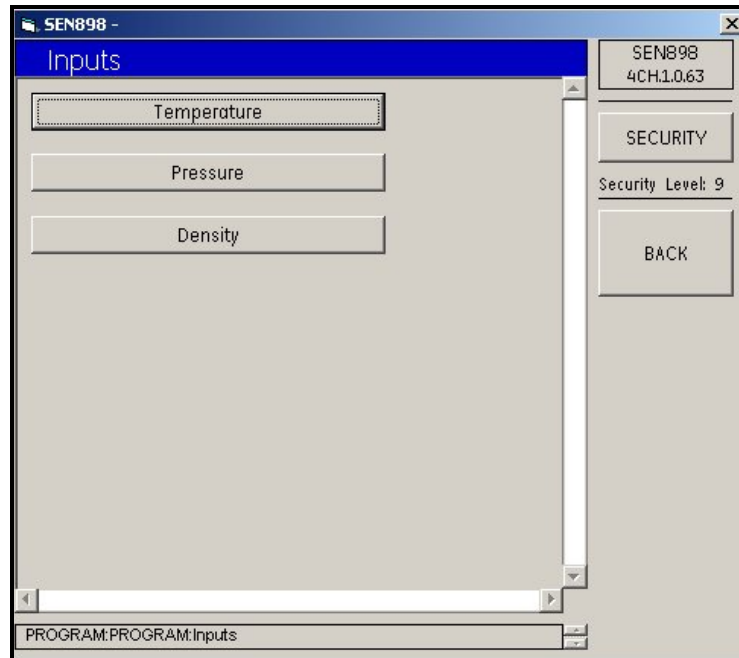 SEN898 -
Inputs
Temperature
Pressure
Density
SEN898
4CH.1.0.63
SECURITY
Security Level: 9
BACK
PROGRAM:PROGRAM:Inputs